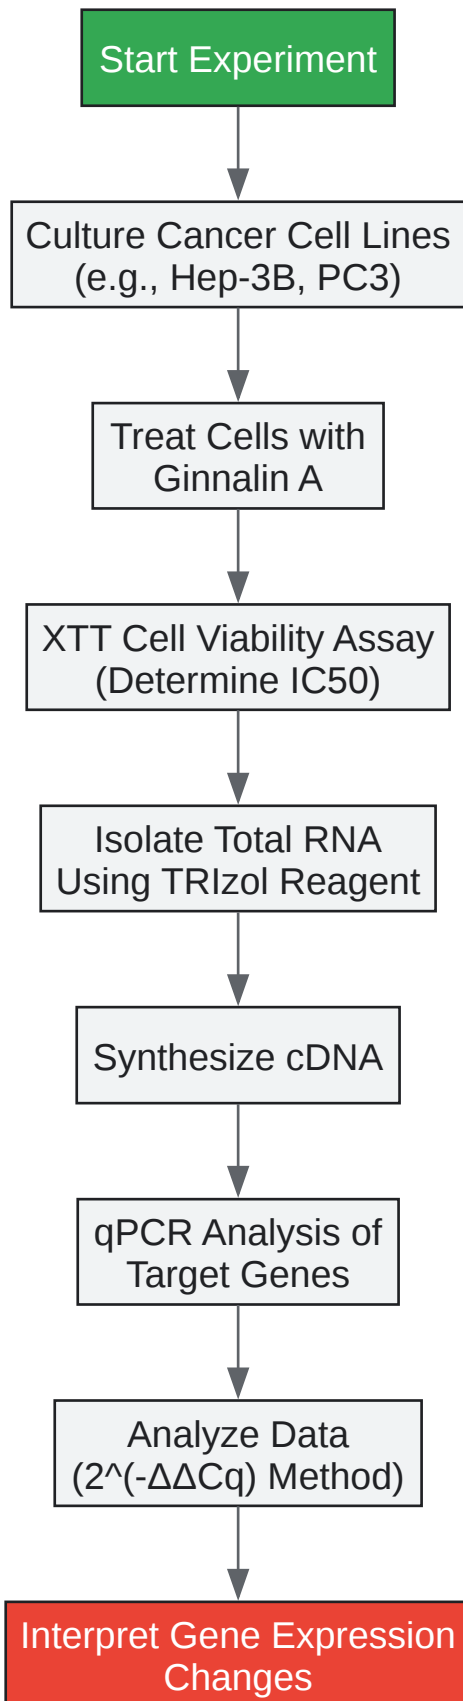 Start Experiment
Culture Cancer Cell Lines
(e.g., Hep-3B, PC3)
Treat Cells with
Ginnalin A
XTT Cell Viability Assay
(Determine IC50)
Isolate Total RNA
Using TRIzol Reagent
Synthesize cDNA
qPCR Analysis of
Target Genes
Analyze Data
(2^(-ΔΔCq) Method)
Interpret Gene Expression
Changes